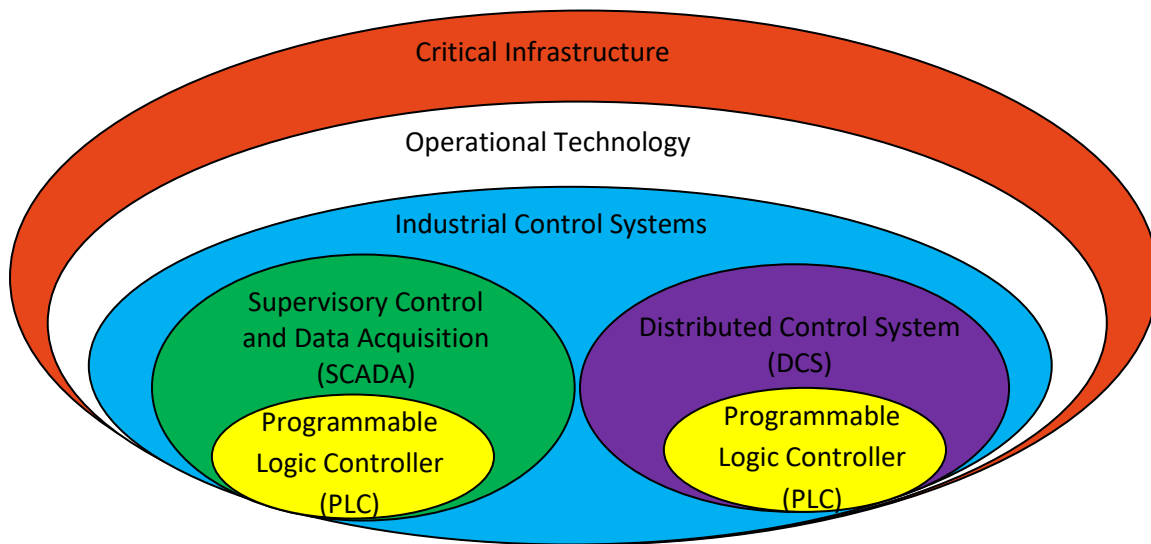 Critical Infrastructure
Operational Technology
Industrial Control Systems
Supervisory Control
and Data Acquisition
(SCADA)
Programmable
Logic Controller
(PLC)
Distributed Control System
(DCS)
Programmable
Logic Controller
(PLC)